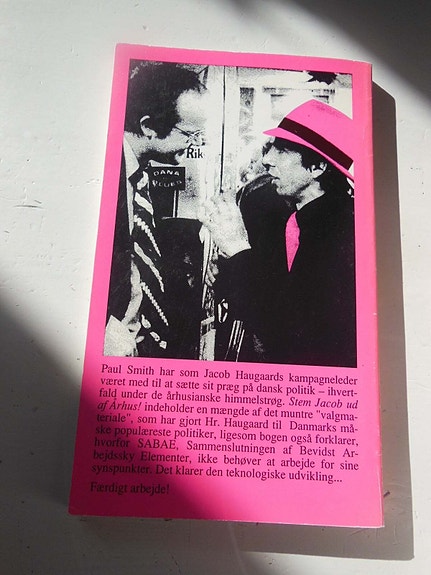 Rik
DANA
Paul Smith har som Jacob Haugaards kampagneleder
været med til at sætte sit præg på dansk politik – ihvert-
fald under de århusianske himmelstrøg. Stem Jacob ud
af Århus! indeholder en mængde af det muntre "valgma-
teriale", som har gjort Hr. Haugaard til Danmarks må-
ske populæreste politiker, ligesom bogen også forklarer,
hvorfor SABAE, Sammenslutningen af Bevidst Ar-
bejdssky Elementer, ikke behøver at arbejde for sine
synspunkter. Det klarer den teknologiske udvikling...
Færdigt arbejde!